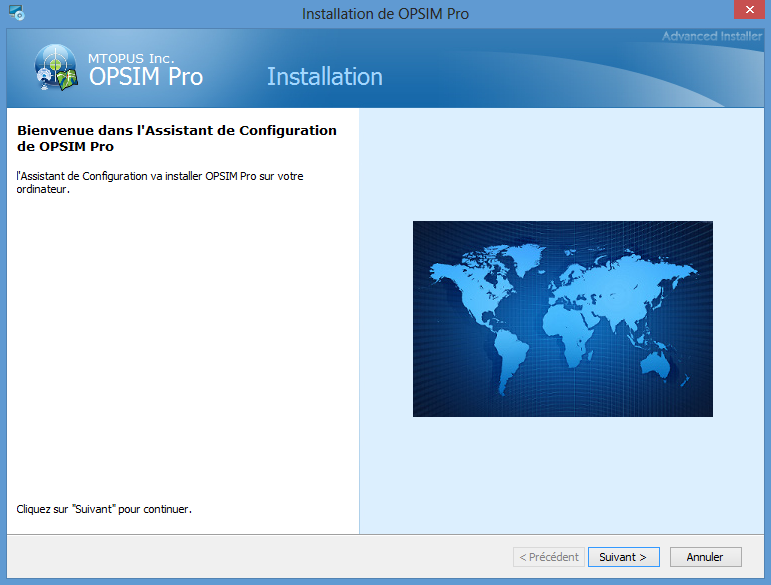 Installation de OPSIM Pro
Advanced Installer
MTOPUS Inc.
OPSIM Pro
Installation
Bienvenue dans l'Assistant de Configuration
de OPSIM Pro
l'Assistant de Configuration va installer OPSIM Pro sur votre
ordinateur.
Cliquez sur "Suivant" pour continuer.
< Précédent
Suivant >
Annuler